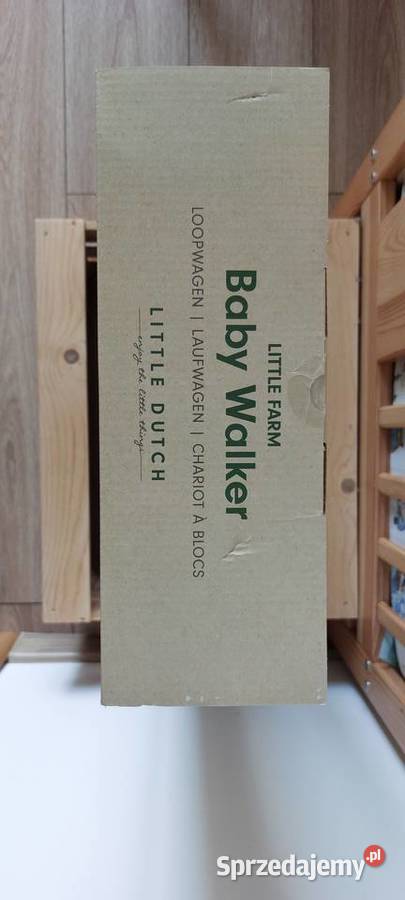 LITTLE FARM
Baby Walker
LOOPWAGEN | LAUFWAGEN | CHARIOT À BLOCS
LITTLE DUTCH
enjoy the little things
Sprzedajemy.pl